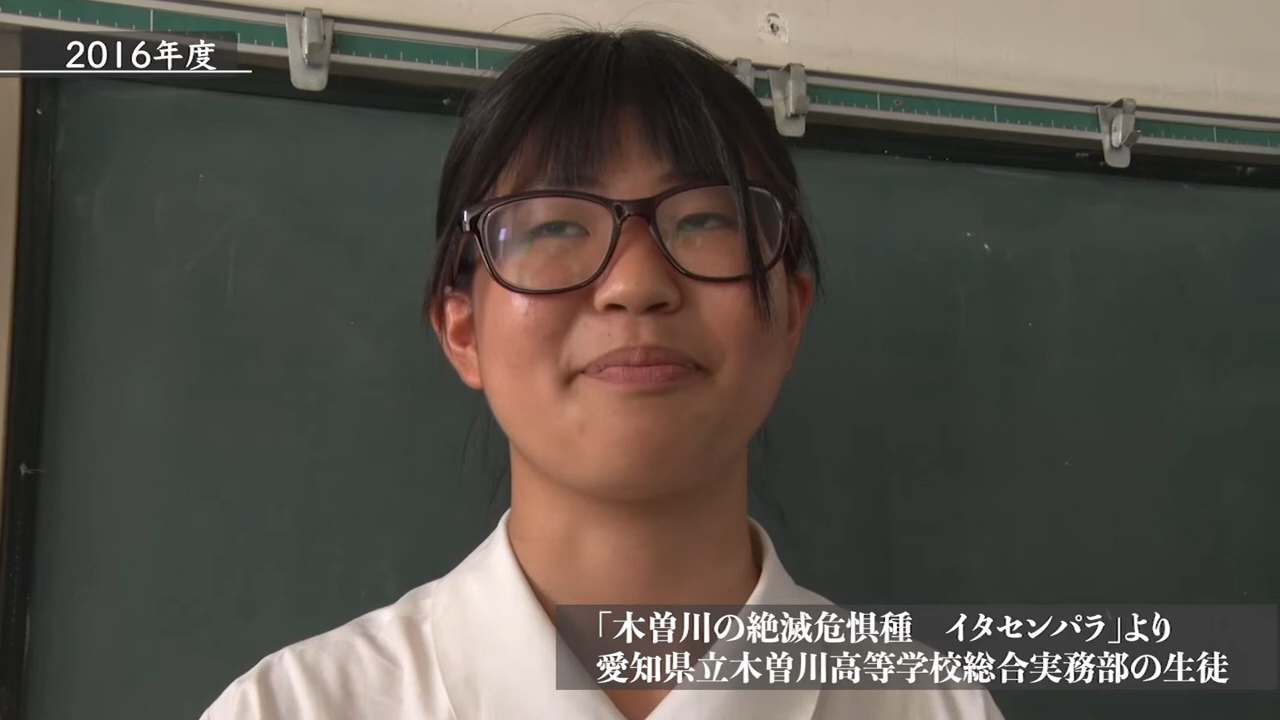 2016年度
「木曽川の絶滅危惧種　イタセンパラ」より
愛知県立木曽川高等学校総合実務部の生徒